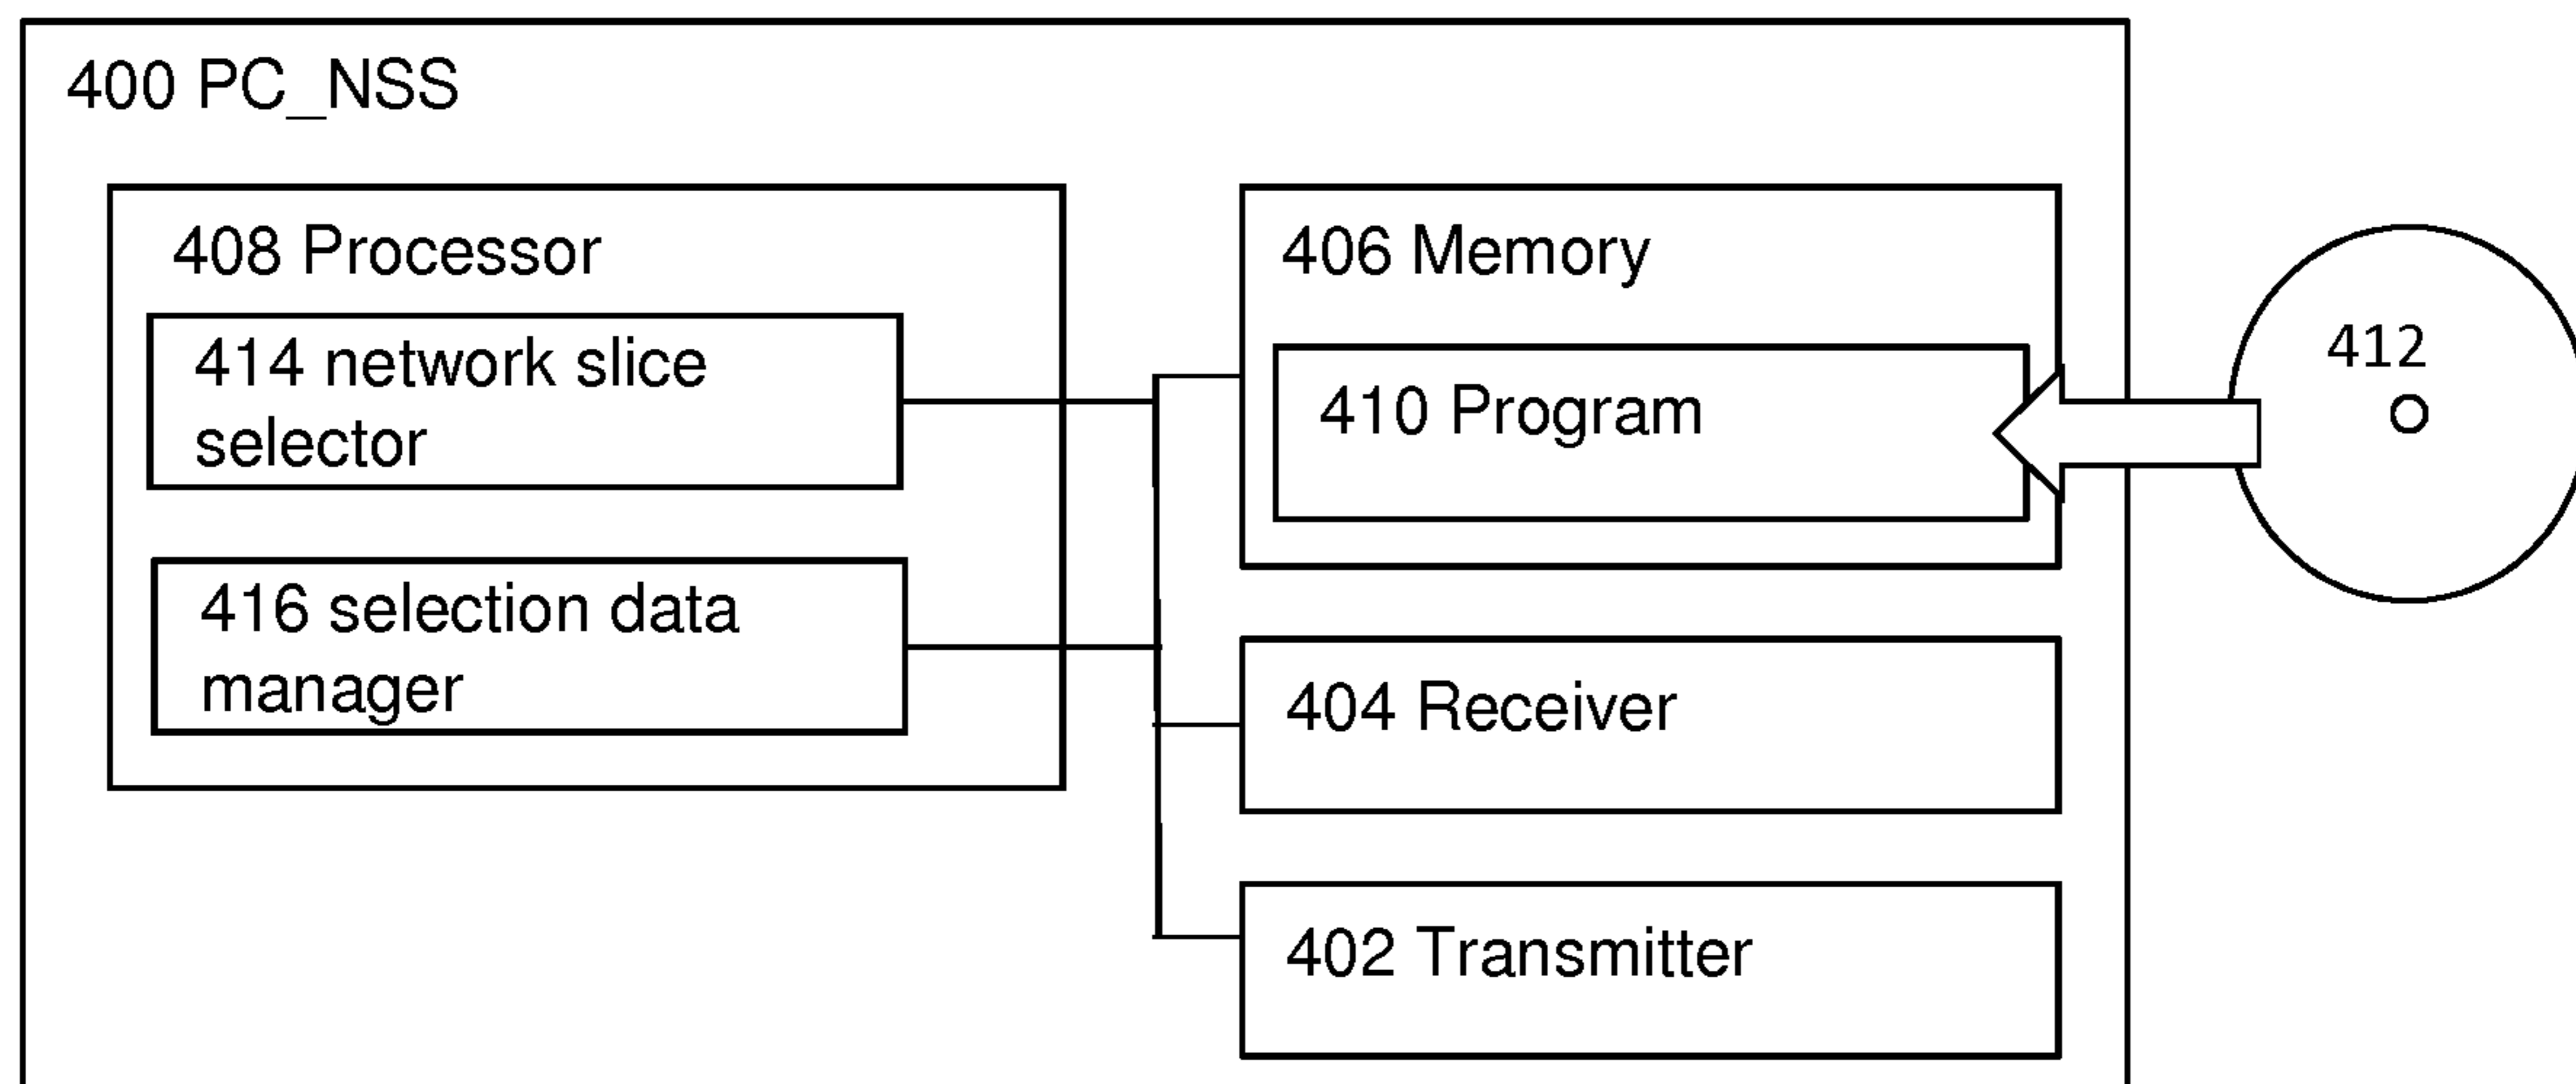 400 PC_NSS
408 Processor
414 network slice
selector
416 selection data
manager
406 Memory
410 Program
404 Receiver
402 Transmitter
412